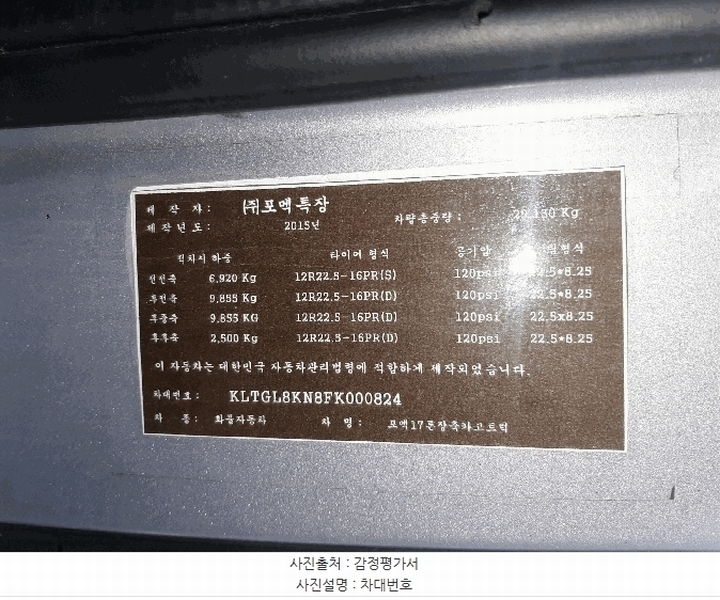 제 작 자 : (주)포맥특장
제작년도 : 2015년 차량총중량 : 29,130 Kg
적차시 하중 타이어 형식 공기압
전전축 6,920 Kg 12R22.5-16PR(S) 120psi 22.5*8.25
후전축 9,855 Kg 12R22.5-16PR(D) 120psi 22.5*8.25
후중축 9,855 KG 12R22.5-16PR(D) 120psi 22.5x8.25
후후축 2,500 Kg 12R22.5-16PR(D) 120psi 22.5*8.25
이 자동차는 대한민국 자동차관리법령에 적합하게 제작되었습니다.
차대번호 : KLTGL8KN8FK000824
차 종 : 화물자동차 차 명 : 포맥17톤장축카고트럭
사진출처 : 감정평가서
사진설명 : 차대번호